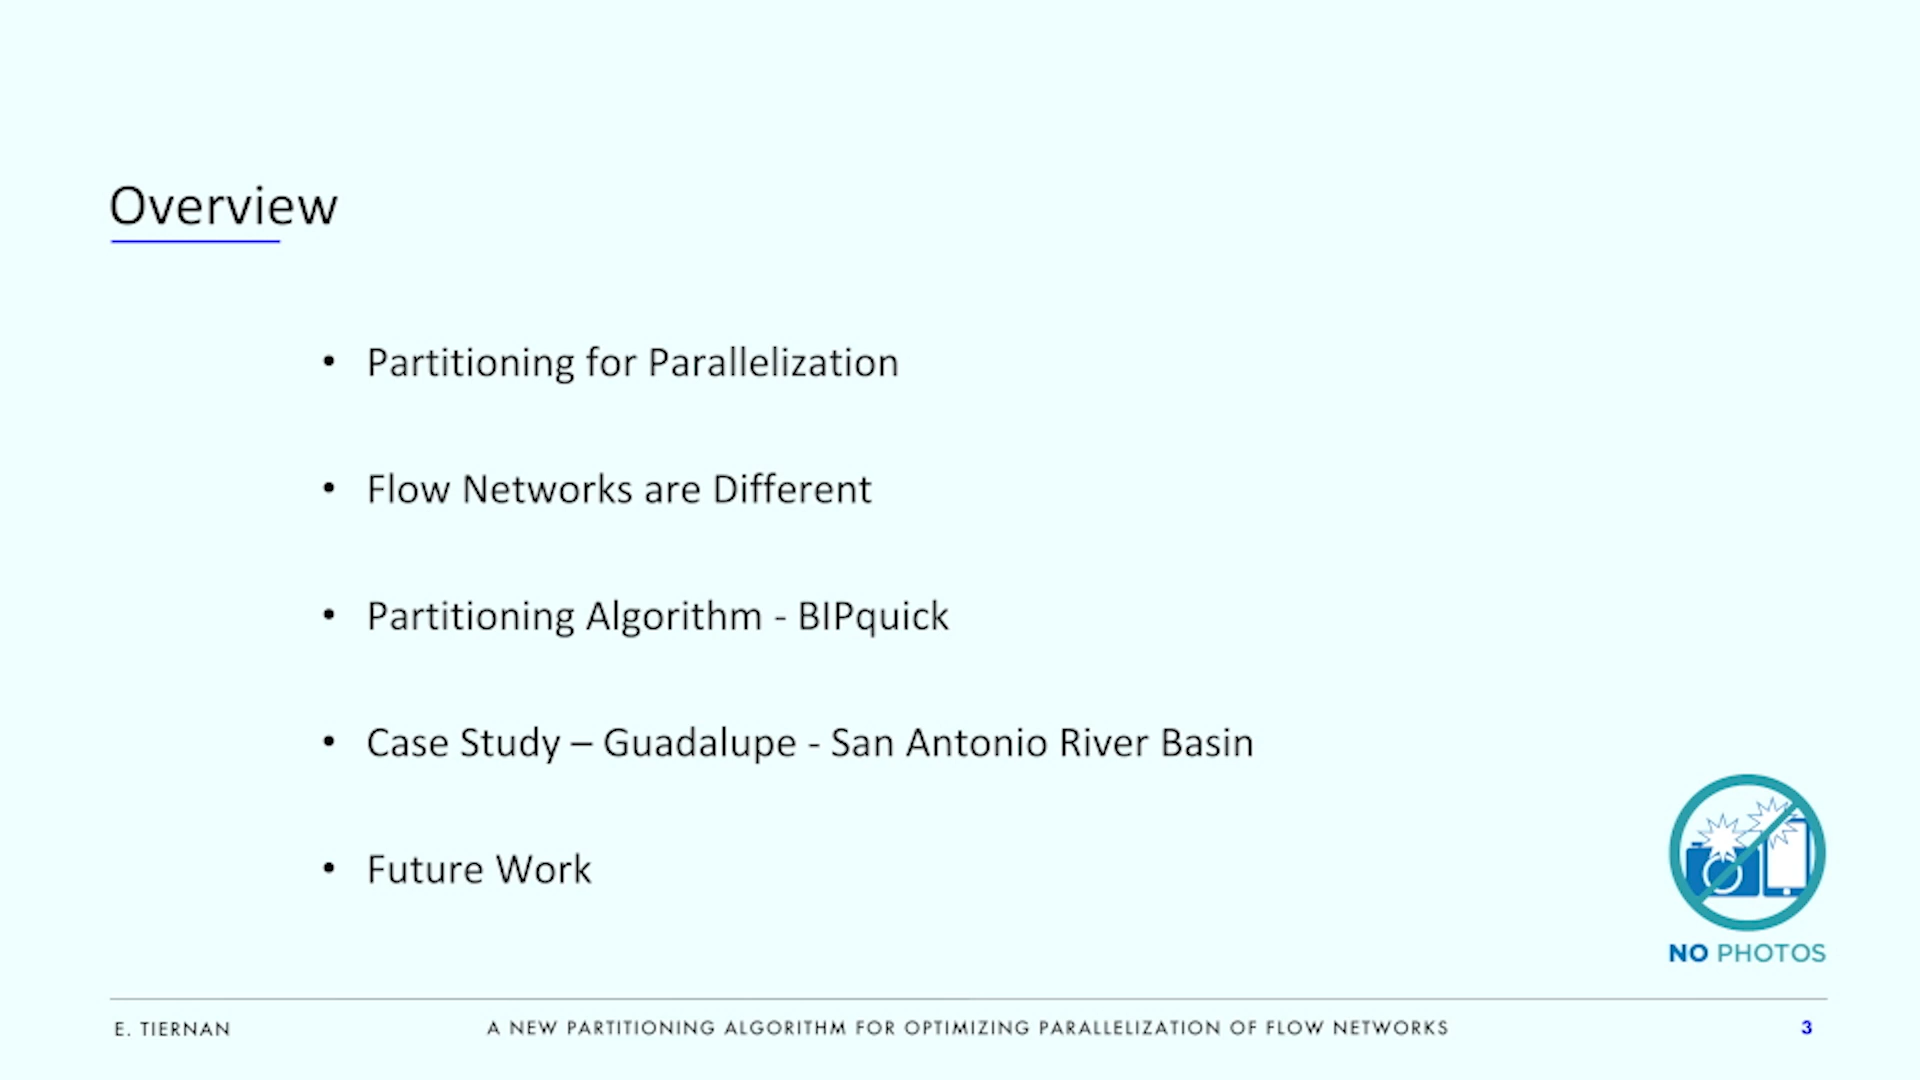 Overview
• Partitioning for Parallelization
• Flow Networks are Different
• Partitioning Algorithm - BIPquick
• Case Study – Guadalupe - San Antonio River Basin
• Future Work
NO PHOTOS
E. TIERNAN
A NEW PARTITIONING ALGORITHM FOR OPTIMIZING PARALLELIZATION OF FLOW NETWORKS
3